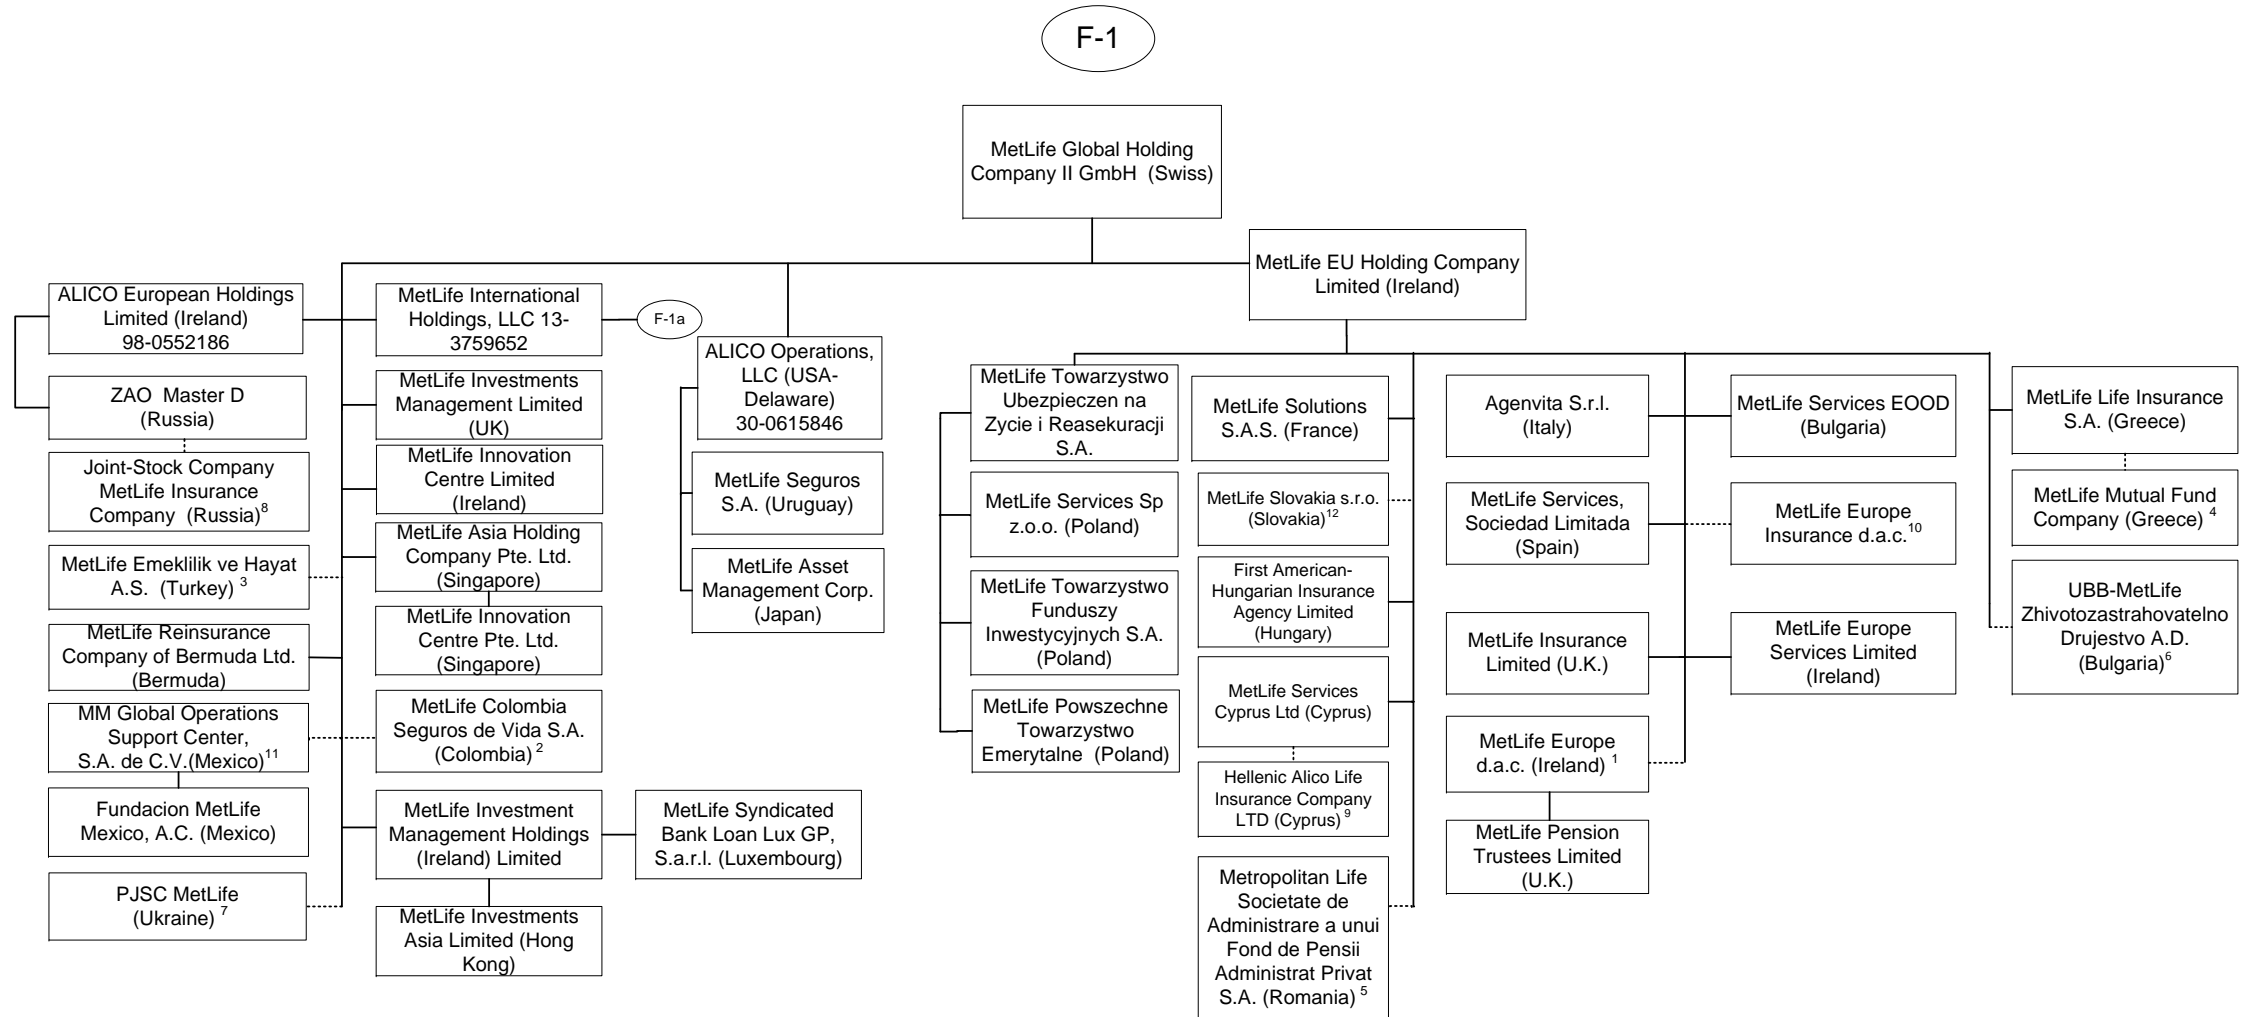 F-1
MetLife Global Holding
Company II GmbH (Swiss)
MetLife EU Holding Company
Limited (Ireland)
ALICO European Holdings
Limited (Ireland)
98-0552186
ZAO Master D
(Russia)
Joint-Stock Company
MetLife Insurance
Company (Russia)8
MetLife Emeklilik ve Hayat
A.S. (Turkey) 3
MetLife Reinsurance
Company of Bermuda Ltd.
(Bermuda)
MM Global Operations
Support Center,
S.A. de C.V.(Mexico)11
Fundacion MetLife
Mexico, A.C. (Mexico)
PJSC MetLife
(Ukraine) 7
MetLife International
Holdings, LLC 13-
3759652
F-1a
MetLife Investments
Management Limited
(UK)
MetLife Innovation
Centre Limited
(Ireland)
MetLife Asia Holding
Company Pte. Ltd.
(Singapore)
MetLife Innovation
Centre Pte. Ltd.
(Singapore)
MetLife Colombia
Seguros de Vida S.A.
(Colombia) 2
MetLife Investment
Management Holdings
(Ireland) Limited
MetLife Syndicated
Bank Loan Lux GP,
S.a.r.l. (Luxembourg)
MetLife Investments
Asia Limited (Hong
Kong)
ALICO Operations,
LLC (USA-
Delaware)
30-0615846
MetLife Seguros
S.A. (Uruguay)
MetLife Asset
Management Corp.
(Japan)
MetLife Towarzystwo
Ubezpieczen na
Zycie i Reasekuracji
S.A.
MetLife Services Sp
z.o.o. (Poland)
MetLife Towarzystwo
Funduszy
Inwestycyjnych S.A.
(Poland)
MetLife Powszechne
Towarzystwo
Emerytalne (Poland)
MetLife Solutions
S.A.S. (France)
MetLife Slovakia s.r.o.
(Slovakia)12
First American-
Hungarian Insurance
Agency Limited
(Hungary)
MetLife Services
Cyprus Ltd (Cyprus)
Hellenic Alico Life
Insurance Company
LTD (Cyprus) 9
Metropolitan Life
Societate de
Administrare a unui
Fond de Pensii
Administrat Privat
S.A. (Romania) 5
Agenvita S.r.l.
(Italy)
MetLife Services,
Sociedad Limitada
(Spain)
MetLife Insurance
Limited (U.K.)
MetLife Europe
d.a.c. (Ireland) 1
MetLife Pension
Trustees Limited
(U.K.)
MetLife Services EOOD
(Bulgaria)
MetLife Europe
Insurance d.a.c.10
MetLife Europe
Services Limited
(Ireland)
MetLife Life Insurance
S.A. (Greece)
MetLife Mutual Fund
Company (Greece) 4
UBB-MetLife
Zhivotozastrahovatelno
Drujestvo A.D.
(Bulgaria)6